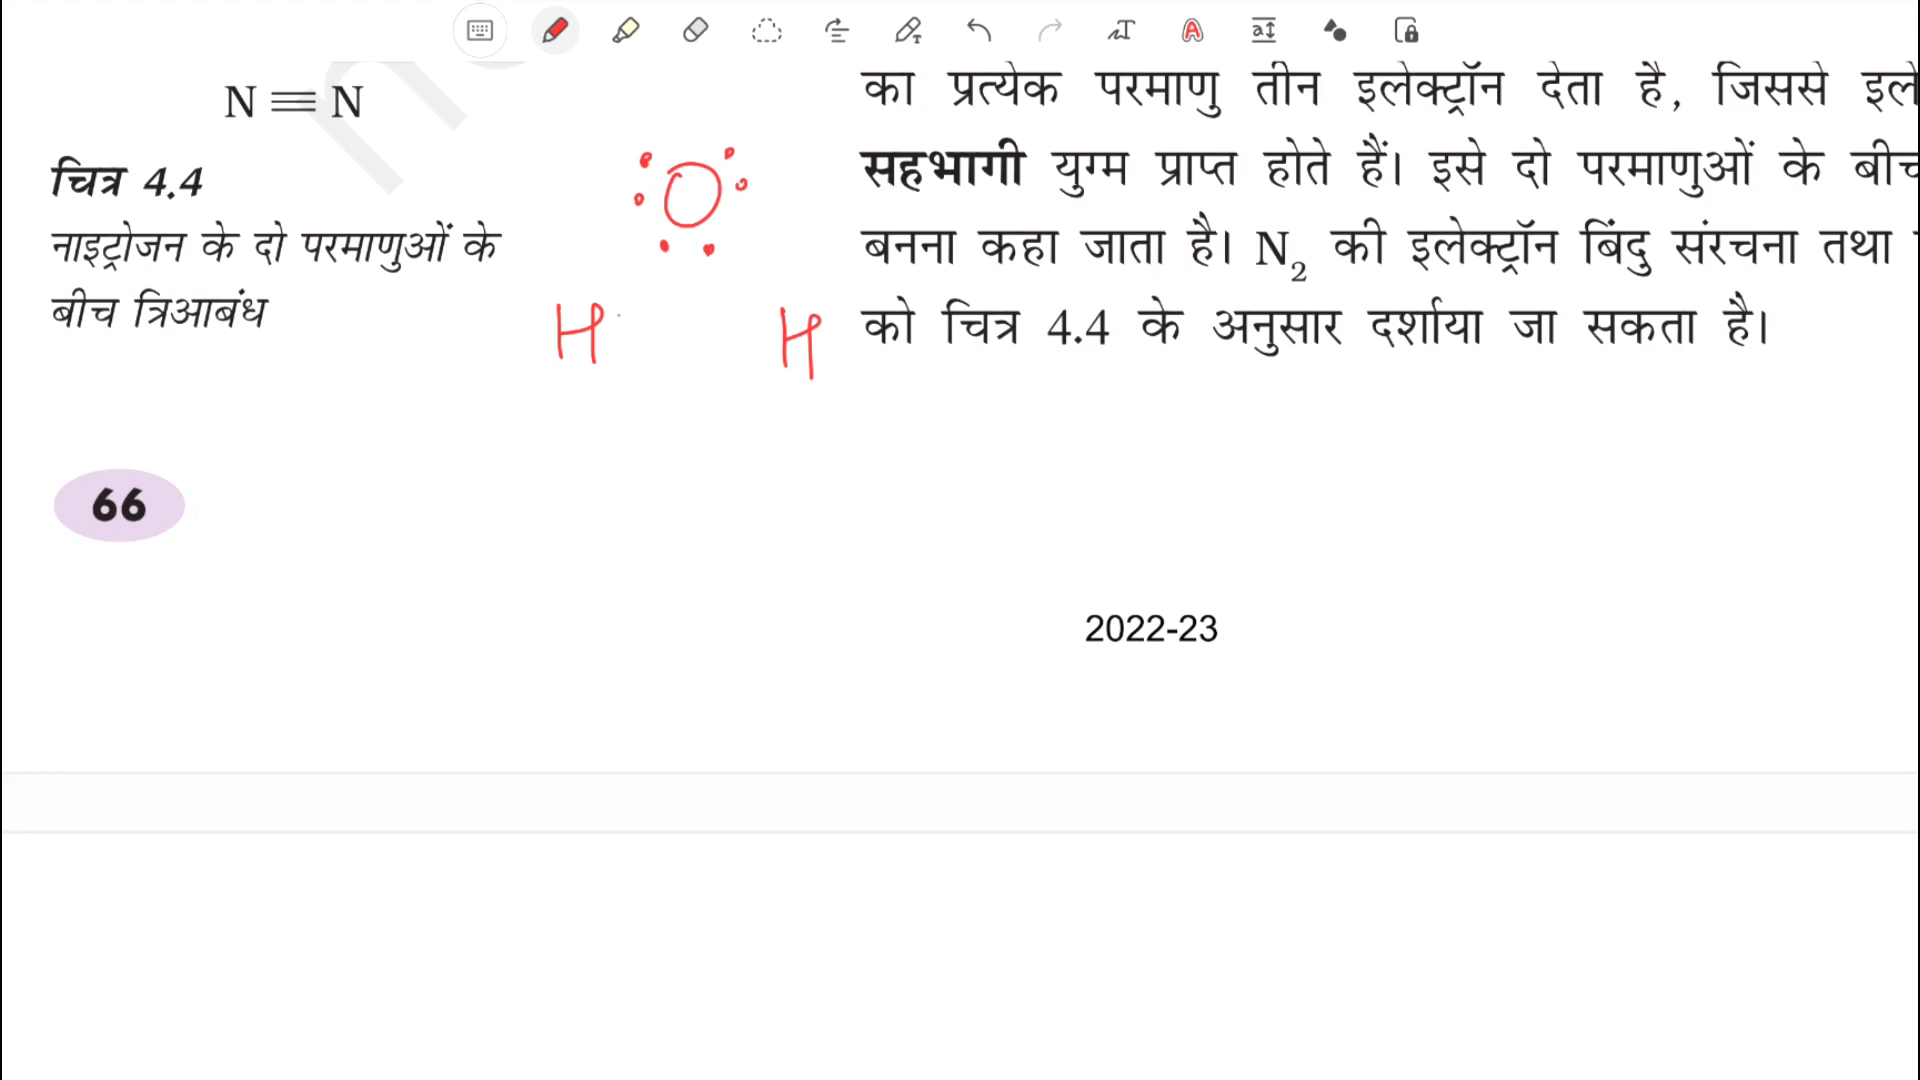 N ≡ N
चित्र 4.4
नाइट्रोजन के दो परमाणुओं के
बीच त्रिआबंध
O
H H
का प्रत्येक परमाणु तीन इलेक्ट्रॉन देता है, जिससे इले
सहभागी युग्म प्राप्त होते हैं। इसे दो परमाणुओं के बीच
बनना कहा जाता है। N₂ की इलेक्ट्रॉन बिंदु संरचना तथा
को चित्र 4.4 के अनुसार दर्शाया जा सकता है।
66
2022-23